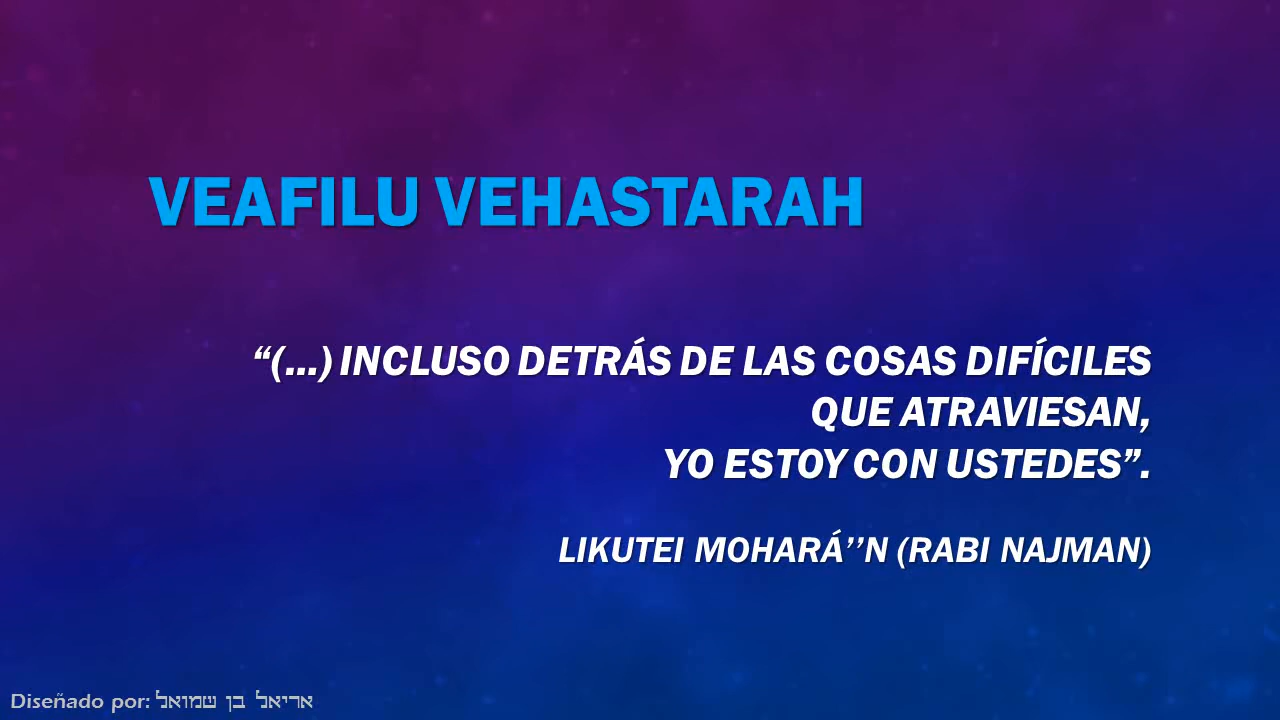 VEAFILU VEHASTARAH
“(...) INCLUSO DETRÁS DE LAS COSAS DIFÍCILES
QUE ATRAVIESAN,
YO ESTOY CON USTEDES”.
LIKUTEI MOHARÁ’’N (RABI NAJMAN)
Diseñado por: אריאל בן שמואל